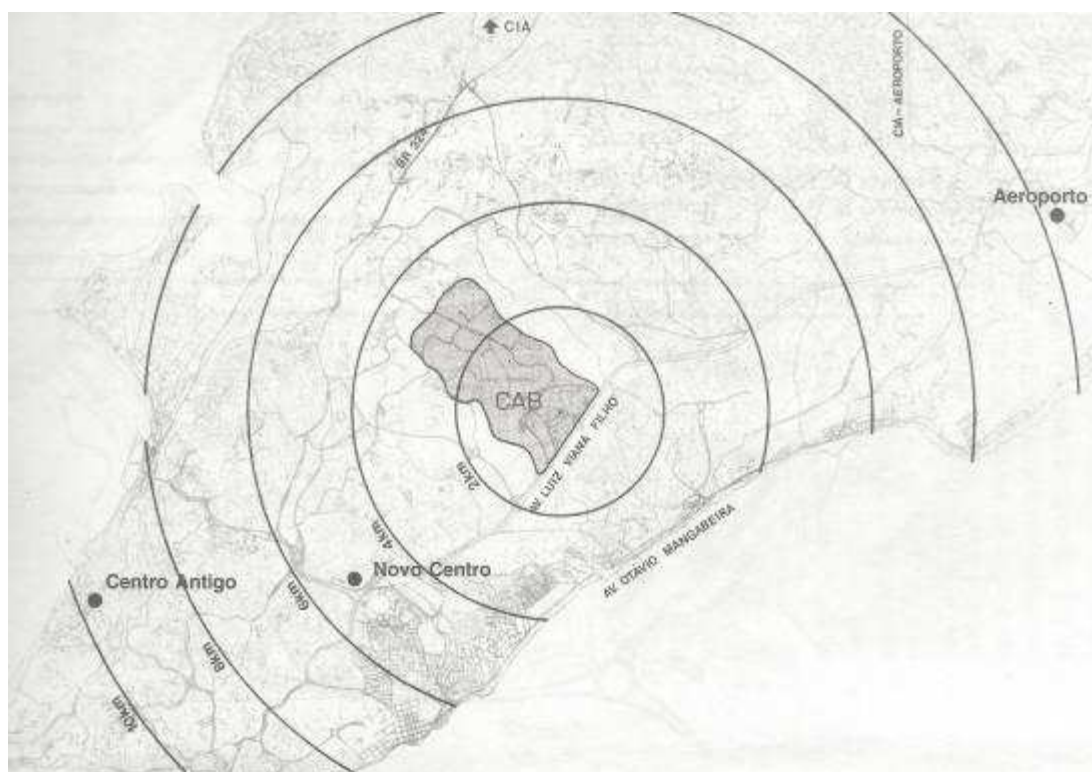 CIA
CIA-AEROPORTO
BR 324
Aeroporto
CAB
AV. LUIZ VIANA FILHO
2km
4km
AV. OTÁVIO MANGABEIRA
Novo Centro
Centro Antigo
6km
8km
10km